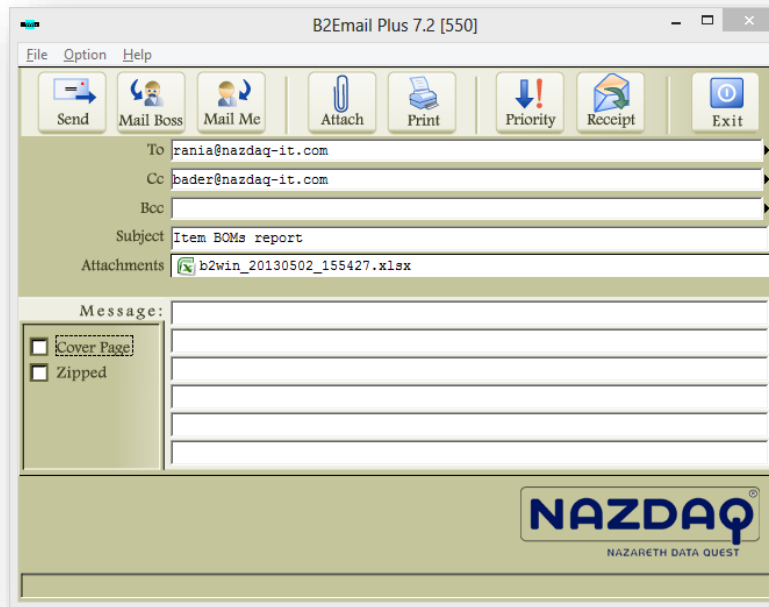 B2Email Plus 7.2 [550]
File Option Help
Send Mail Boss Mail Me Attach Print Priority Receipt Exit
To rania@nazdaq-it.com
Cc bader@nazdaq-it.com
Bcc
Subject Item BOMs report
Attachments b2win_20130502_155427.xlsx
Message:
Cover Page
Zipped
NAZDAQ®
NAZARETH DATA QUEST